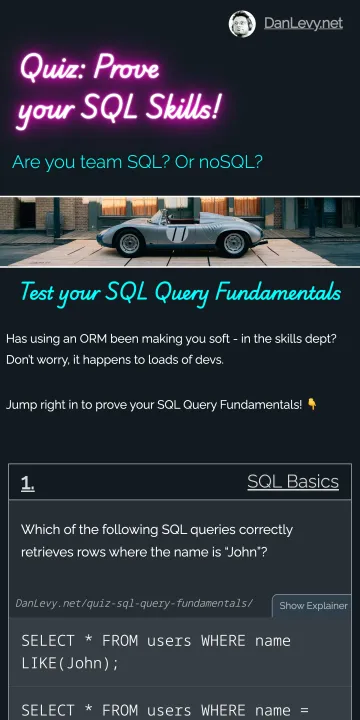 DanLevy.net
Quiz: Prove
your SQL Skills!
Are you team SQL? Or noSQL?
77
Test your SQL Query Fundamentals
Has using an ORM been making you soft - in the skills dept?
Don't worry, it happens to loads of devs.
Jump right in to prove your SQL Query Fundamentals! 👇
1. SQL Basics
Which of the following SQL queries correctly
retrieves rows where the name is “John”?
DanLevy.net/quiz-sql-query-fundamentals/ Show Explainer
SELECT * FROM users WHERE name
LIKE(John);
SELECT * FROM users WHERE name =